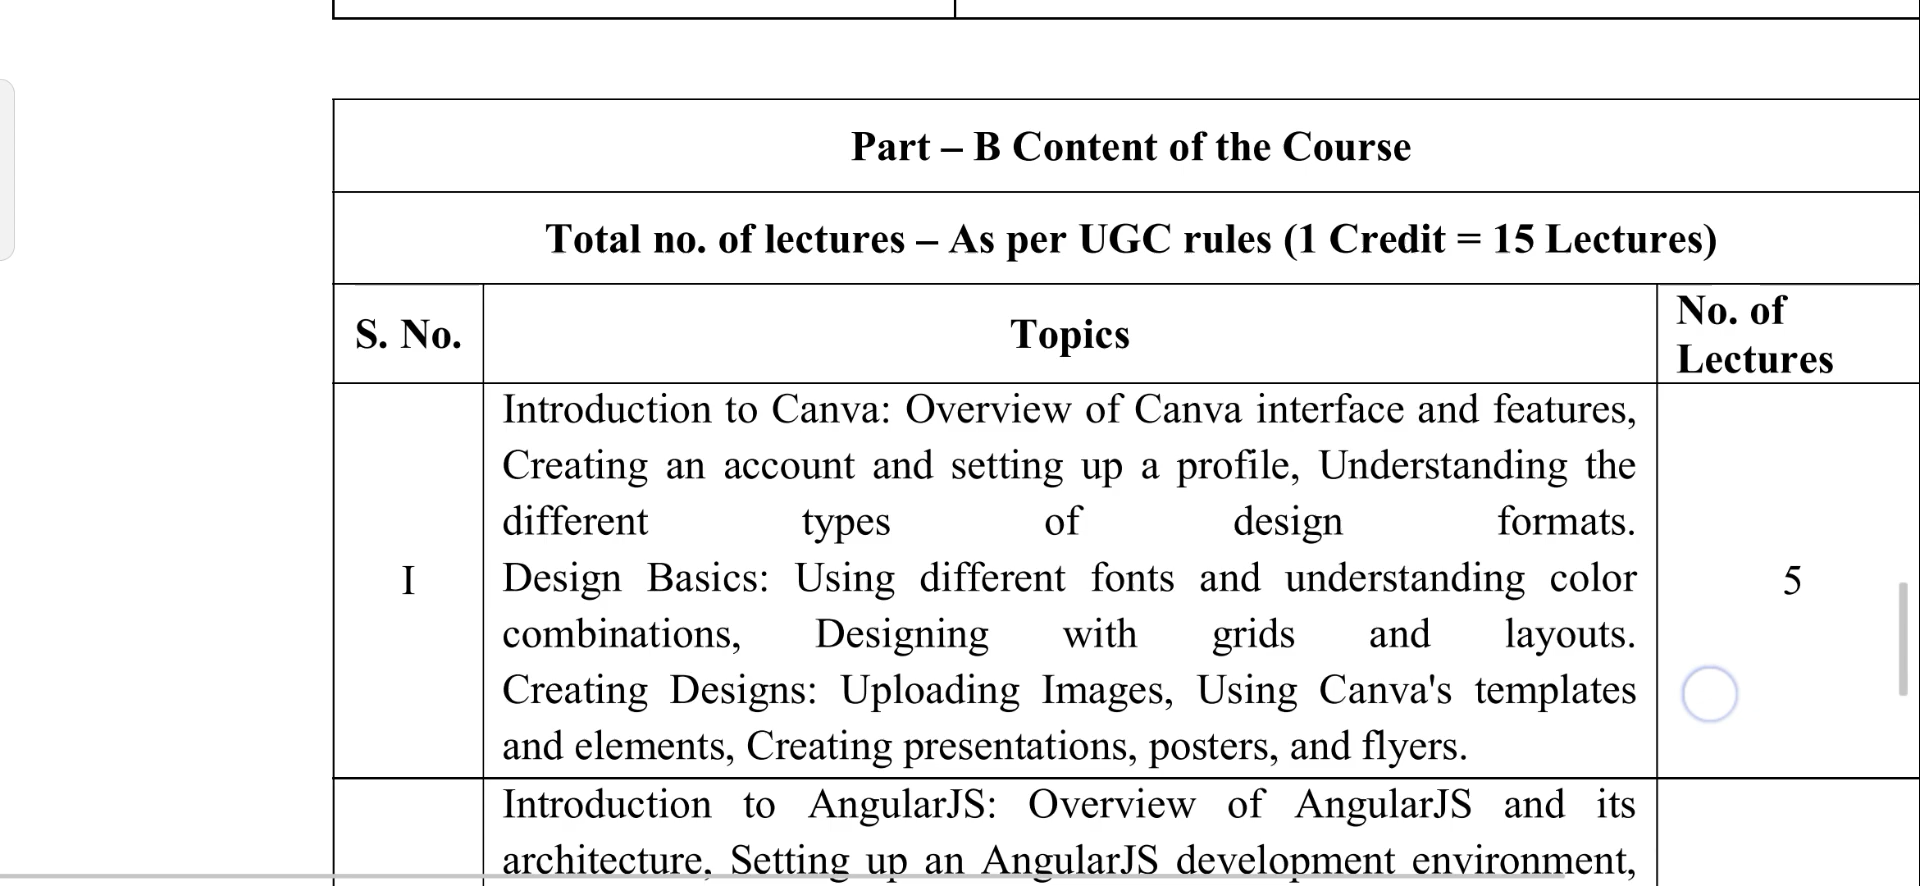 Part – B Content of the Course
Total no. of lectures – As per UGC rules (1 Credit = 15 Lectures)
S. No.
Topics
No. of
Lectures
I
Introduction to Canva: Overview of Canva interface and features,
Creating an account and setting up a profile, Understanding the
different types of design formats.
Design Basics: Using different fonts and understanding color
combinations, Designing with grids and layouts.
Creating Designs: Uploading Images, Using Canva's templates
and elements, Creating presentations, posters, and flyers.
5
Introduction to AngularJS: Overview of AngularJS and its
architecture, Setting up an AngularJS development environment,